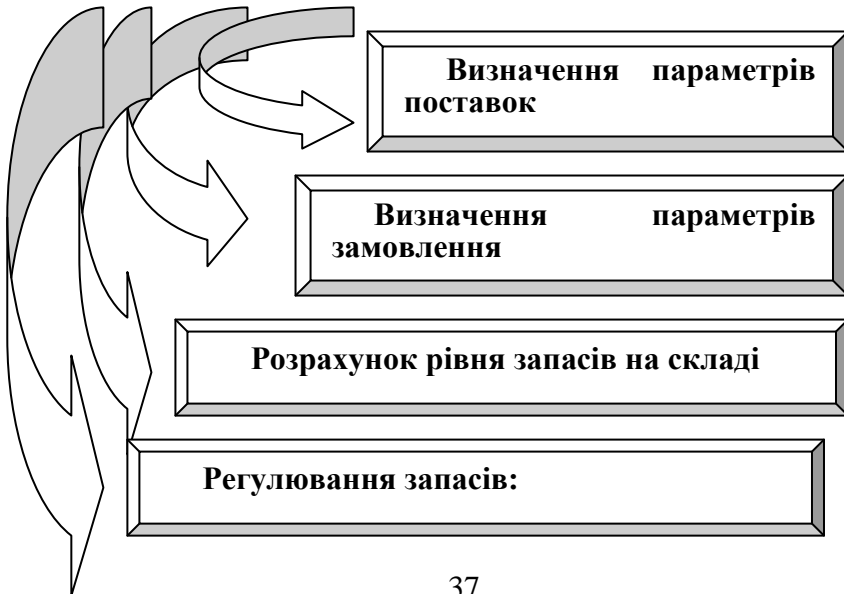 Визначення параметрів
поставок
Визначення параметрів
замовлення
Розрахунок рівня запасів на складі
Регулювання запасів:
37